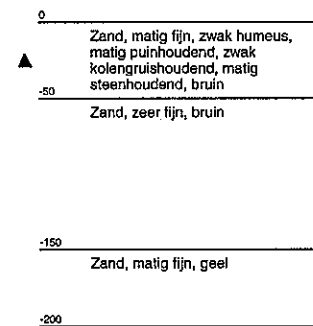 0
Zand, matig fijn, zwak humeus,
matig puinhoudend, zwak
kolengruishoudend, matig
steenhoudend, bruin
-50
Zand, zeer fijn, bruin
-150
Zand, matig fijn, geel
-200